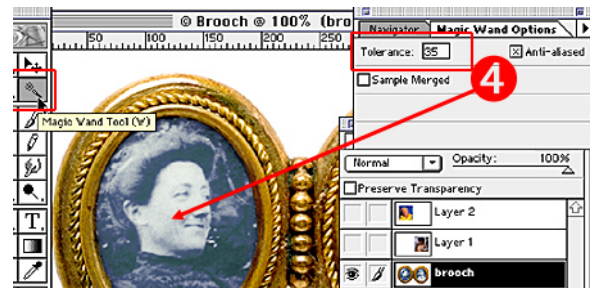 © Brooch @ 100% (bro
Navigator Magic Wand Options
50 100 150 200 250
Tolerance: 35 Anti-aliased
Sample Merged
4
Magic Wand Tool (W)
Normal Opacity: 100%
Preserve Transparency
T
Layer 2
Layer 1
brooch